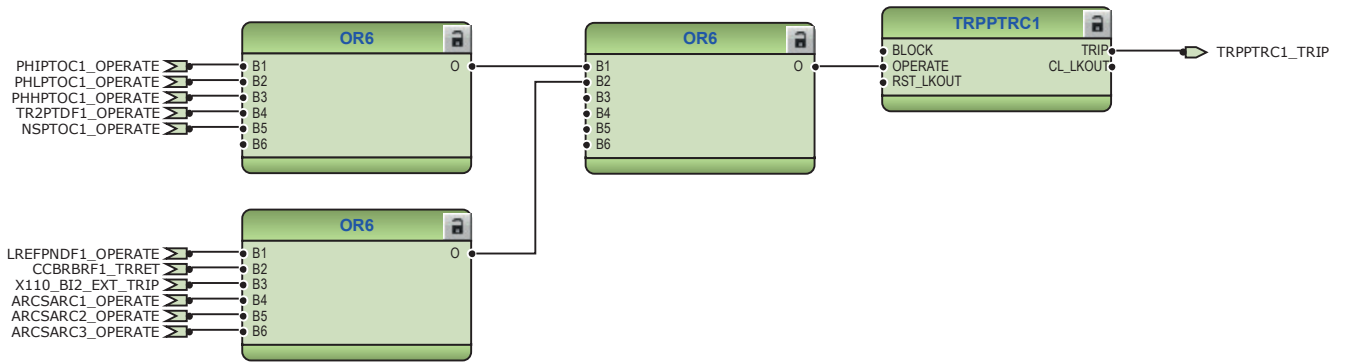 OR6
PHIPTOC1_OPERATE B1 O
PHLPTOC1_OPERATE B2
PHHPTOC1_OPERATE B3
TR2PTDF1_OPERATE B4
NSPTOC1_OPERATE B5
B6
OR6
B1 O
B2
B3
B4
B5
B6
TRPPTRC1
BLOCK TRIP
OPERATE CL_LKOUT
RST_LKOUT
TRPPTRC1_TRIP
OR6
LREFPNDF1_OPERATE B1 O
CCBRBRF1_TRRET B2
X110_BI2_EXT_TRIP B3
ARCSARC1_OPERATE B4
ARCSARC2_OPERATE B5
ARCSARC3_OPERATE B6